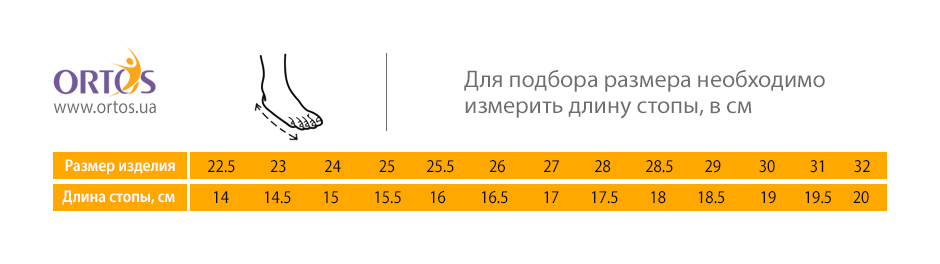 ORTOS
www.ortos.ua
Для подбора размера необходимо
измерить длину стопы, в см
Размер изделия 22.5 23 24 25 25.5 26 27 28 28.5 29 30 31 32
Длина стопы, см 14 14.5 15 15.5 16 16.5 17 17.5 18 18.5 19 19.5 20